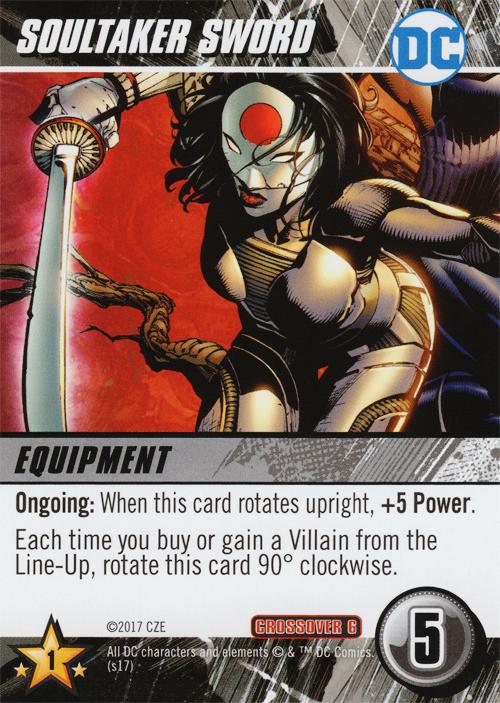 SOULTAKER SWORD
DC
EQUIPMENT
Ongoing: When this card rotates upright, +5 Power.
Each time you buy or gain a Villain from the
Line-Up, rotate this card 90° clockwise.
©2017 CZE
CROSSOVER 6
5
1
All DC characters and elements © & ™ DC Comics.
(s17)